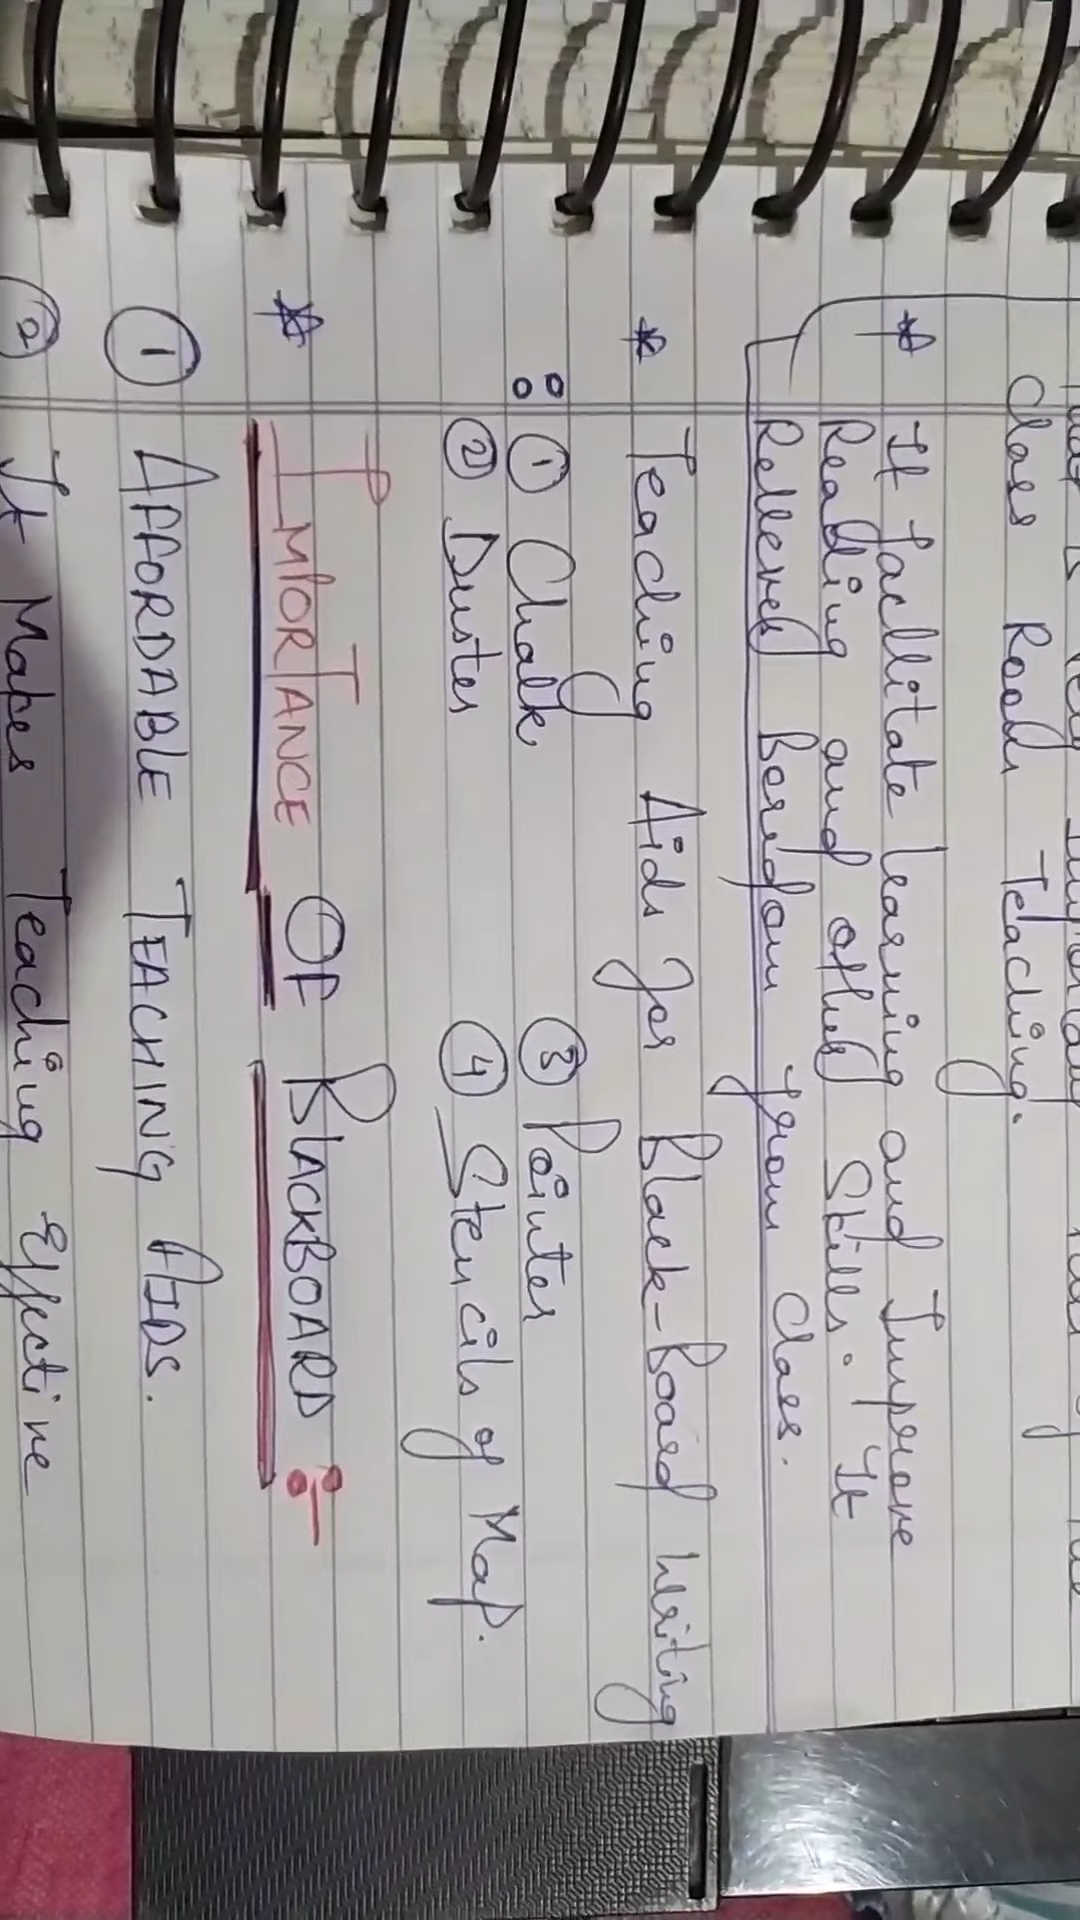 Class Room Teaching.
* It facllitate learning and Improve
Reading and other Skills. It
Relleves Boredom from Class.
* Teaching Aids for Black-Board Writing
: ① Chalk ③ Pointer
② Duster ④ Stencils of Map.
* IMPORTANCE OF BLACKBOARD :-
① AFFORDABLE TEACHING AIDS.
② It Makes Teaching Effective